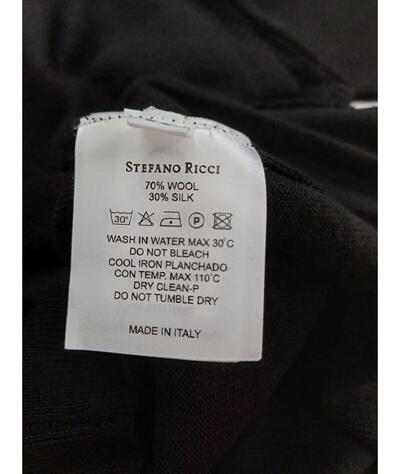 STEFANO RICCI
70% WOOL
30% SILK
30° P
WASH IN WATER MAX 30°C
DO NOT BLEACH
COOL IRON PLANCHADO
CON TEMP. MAX 110°C
DRY CLEAN-P
DO NOT TUMBLE DRY
MADE IN ITALY